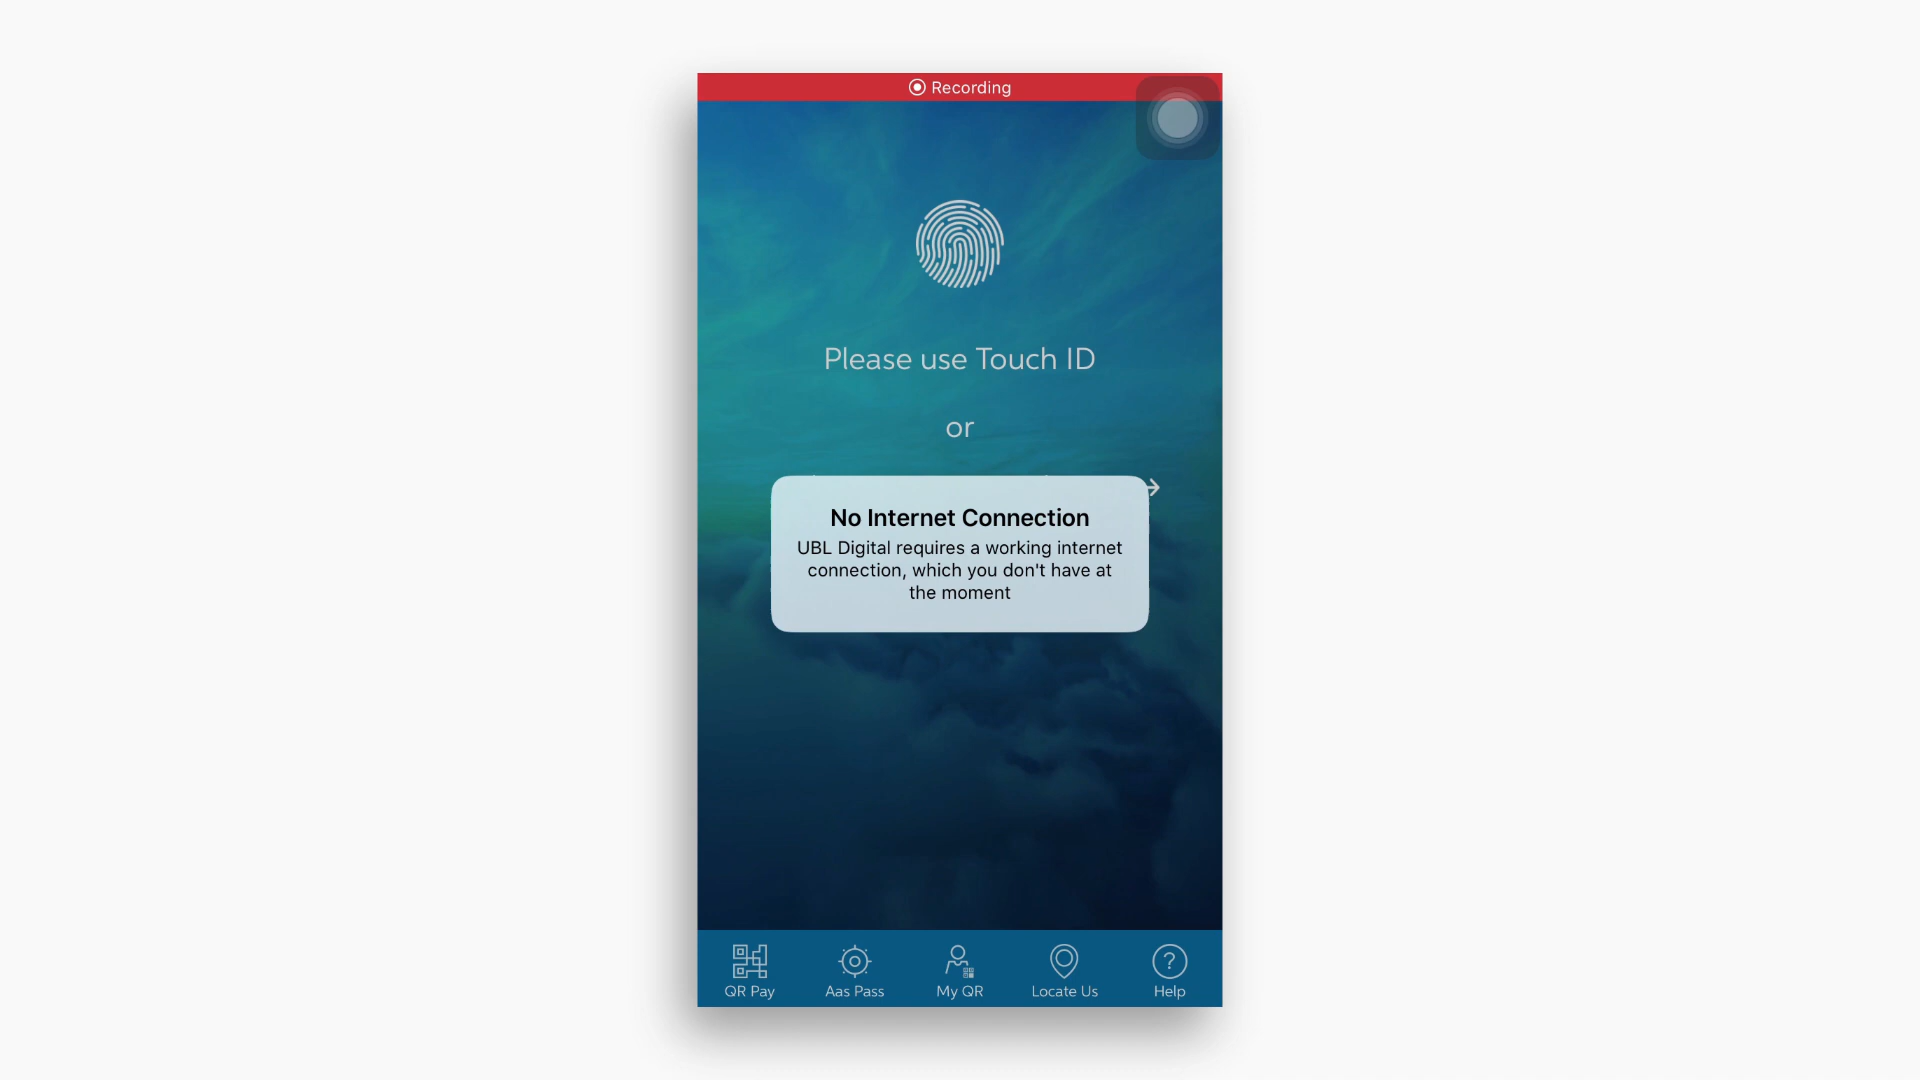 Recording
Please use Touch ID
or
No Internet Connection
UBL Digital requires a working internet
connection, which you don't have at
the moment
QR Pay
Aas Pass
My QR
Locate Us
? Help